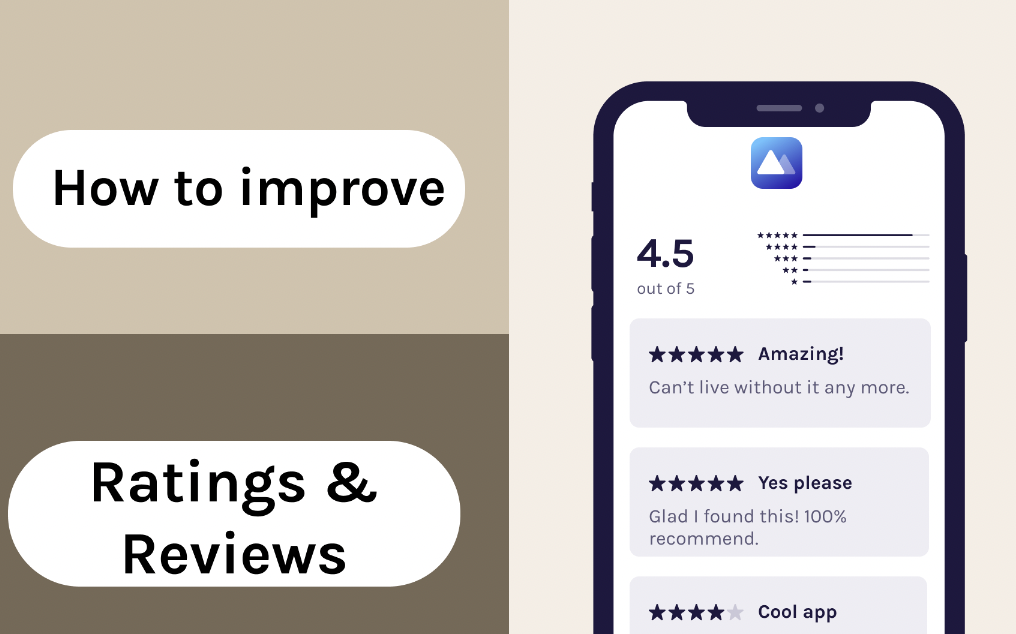 How to improve
Ratings &
Reviews
4.5
out of 5
★★★★★
★★★★
★★★
★★
★
★★★★★ Amazing!
Can’t live without it any more.
★★★★★ Yes please
Glad I found this! 100%
recommend.
★★★★★ Cool app